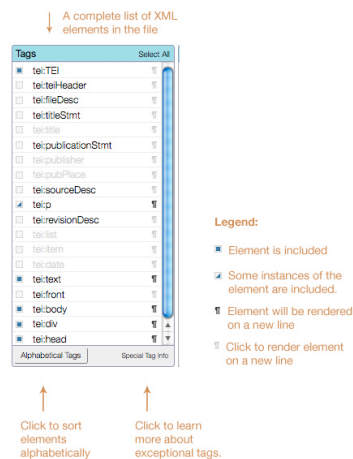 A complete list of XML
elements in the file
Tags Select All
tei:TEI ¶
tei:teiHeader ¶
tei:fileDesc ¶
tei:titleStmt ¶
tei:title ¶
tei:publicationStmt ¶
tei:publisher ¶
tei:pubPlace ¶
tei:sourceDesc ¶
tei:p ¶
tei:revisionDesc ¶
tei:list ¶
tei:item ¶
tei:date ¶
tei:text ¶
tei:front ¶
tei:body ¶
tei:div ¶
tei:head ¶
Alphabetical Tags Special Tag Info
Legend:
Element is included
Some instances of the
element are included.
¶ Element will be rendered
on a new line
¶ Click to render element
on a new line
Click to sort
elements
alphabetically
Click to learn
more about
exceptional tags.